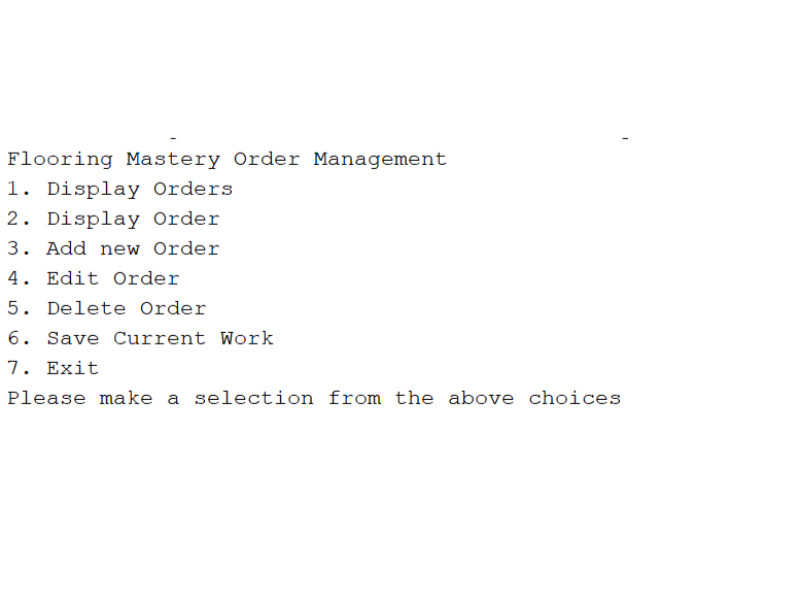 Flooring Mastery Order Management
1. Display Orders
2. Display Order
3. Add new Order
4. Edit Order
5. Delete Order
6. Save Current Work
7. Exit
Please make a selection from the above choices